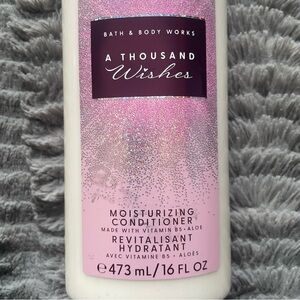 BATH & BODY WORKS
A THOUSAND
Wishes
MOISTURIZING
CONDITIONER
MADE WITH VITAMIN B5 • ALOE
REVITALISANT
HYDRATANT
AVEC VITAMINE B5 • ALOÈS
℮ 473 mL / 16 FL OZ